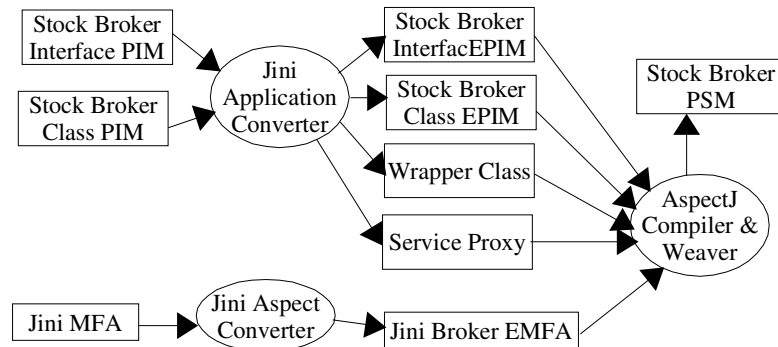 Stock Broker
Interface PIM
Stock Broker
Class PIM
Jini
Application
Converter
Stock Broker
InterfacEPIM
Stock Broker
Class EPIM
Wrapper Class
Service Proxy
Stock Broker
PSM
AspectJ
Compiler &
Weaver
Jini MFA
Jini Aspect
Converter
Jini Broker EMFA